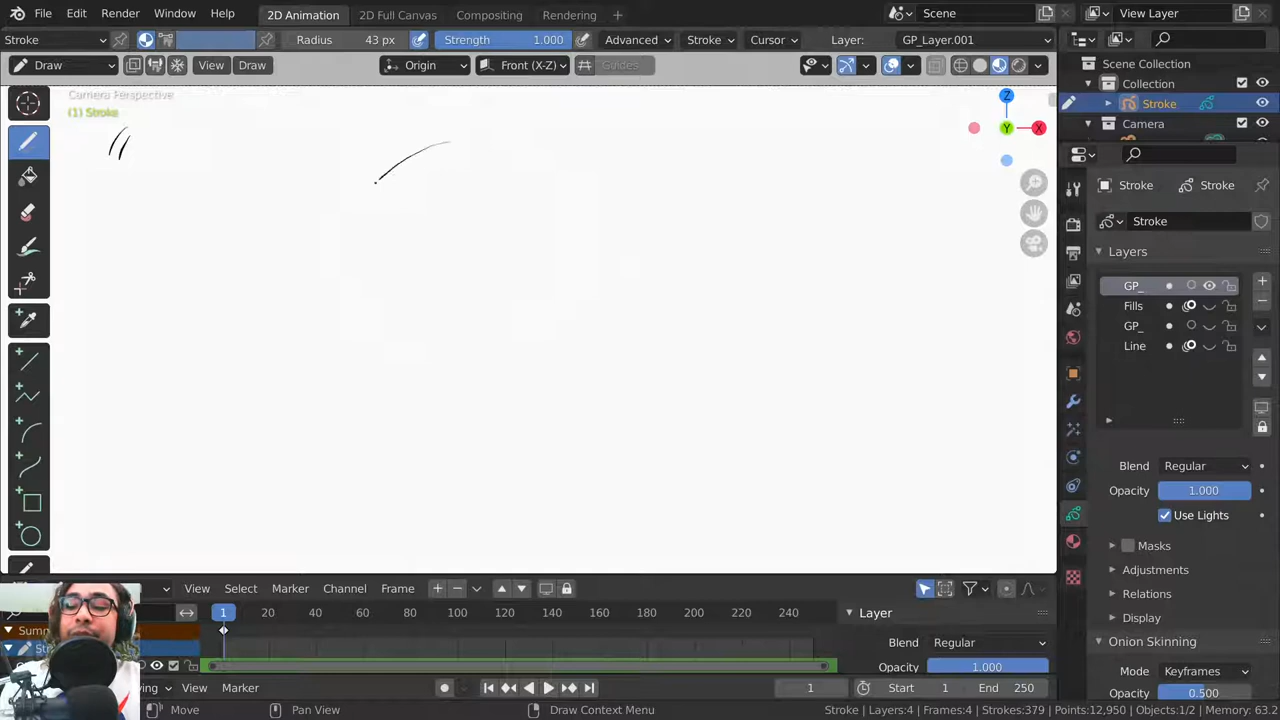 File Edit Render Window Help 2D Animation 2D Full Canvas Compositing Rendering + Scene View Layer
Stroke Radius 43 px Strength 1.000 Advanced Stroke Cursor Layer: GP_Layer.001
Draw View Draw Origin Front (X-Z) Guides
Scene Collection
Collection
Stroke
Camera
Camera Perspective
(1) Stroke
Z
Y
X
Stroke Stroke
Stroke
Layers
GP_
Fills
GP_
Line
Blend Regular
Opacity 1.000
Use Lights
Masks
Adjustments
Relations
Display
Onion Skinning
Mode Keyframes
Opacity 0.500
View Select Marker Channel Frame
1 20 40 60 80 100 120 140 160 180 200 220 240
Layer
Blend Regular
Opacity 1.000
View Marker
1 Start 1 End 250
Move Pan View Draw Context Menu
Stroke | Layers:4 | Frames:4 | Strokes:379 | Points:12,950 | Objects:1/2 | Memory: 63.2